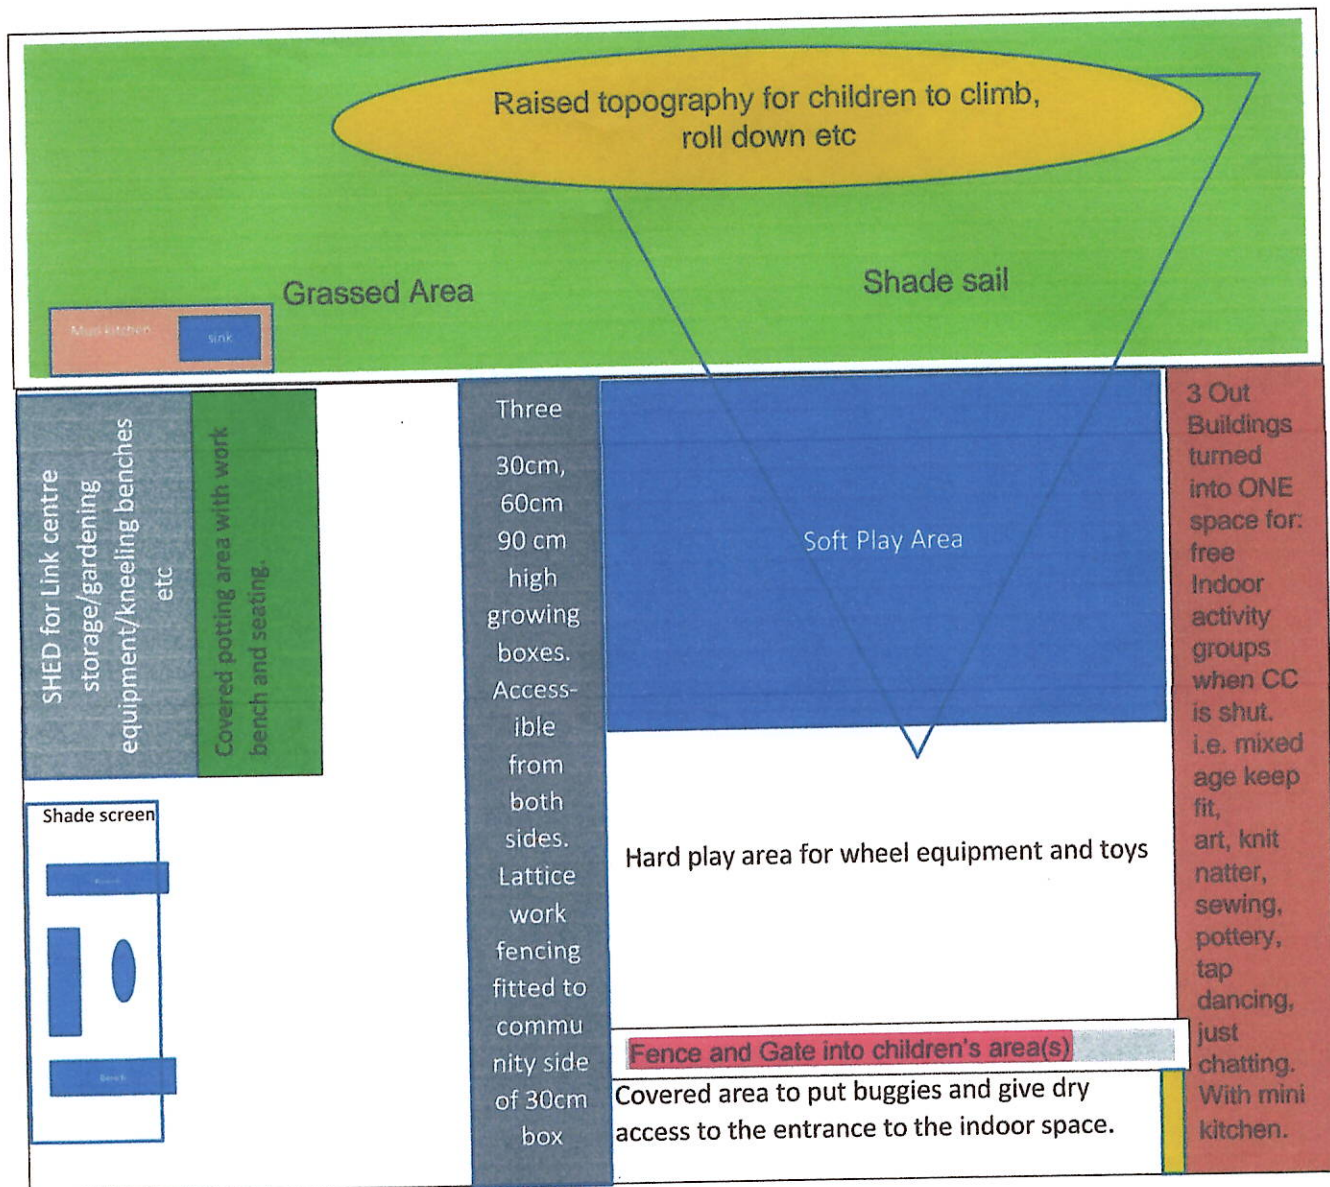 Raised topography for children to climb,
roll down etc
Grassed Area
Shade sail
kitchen
sink
SHED for Link centre
storage/gardening
equipment/kneeling benches
etc
Covered potting area with work
bench and seating.
Three
30cm,
60cm
90 cm
high
growing
boxes.
Access-
ible
from
both
sides.
Lattice
work
fencing
fitted to
commu
nity side
of 30cm
box
Soft Play Area
3 Out
Buildings
turned
into ONE
space for:
free
Indoor
activity
groups
when CC
is shut.
i.e. mixed
age keep
fit,
art, knit
natter,
sewing,
pottery,
tap
dancing,
just
chatting.
With mini
kitchen.
Shade screen
Bench
Hard play area for wheel equipment and toys
Fence and Gate into children's area(s)
Covered area to put buggies and give dry
access to the entrance to the indoor space.